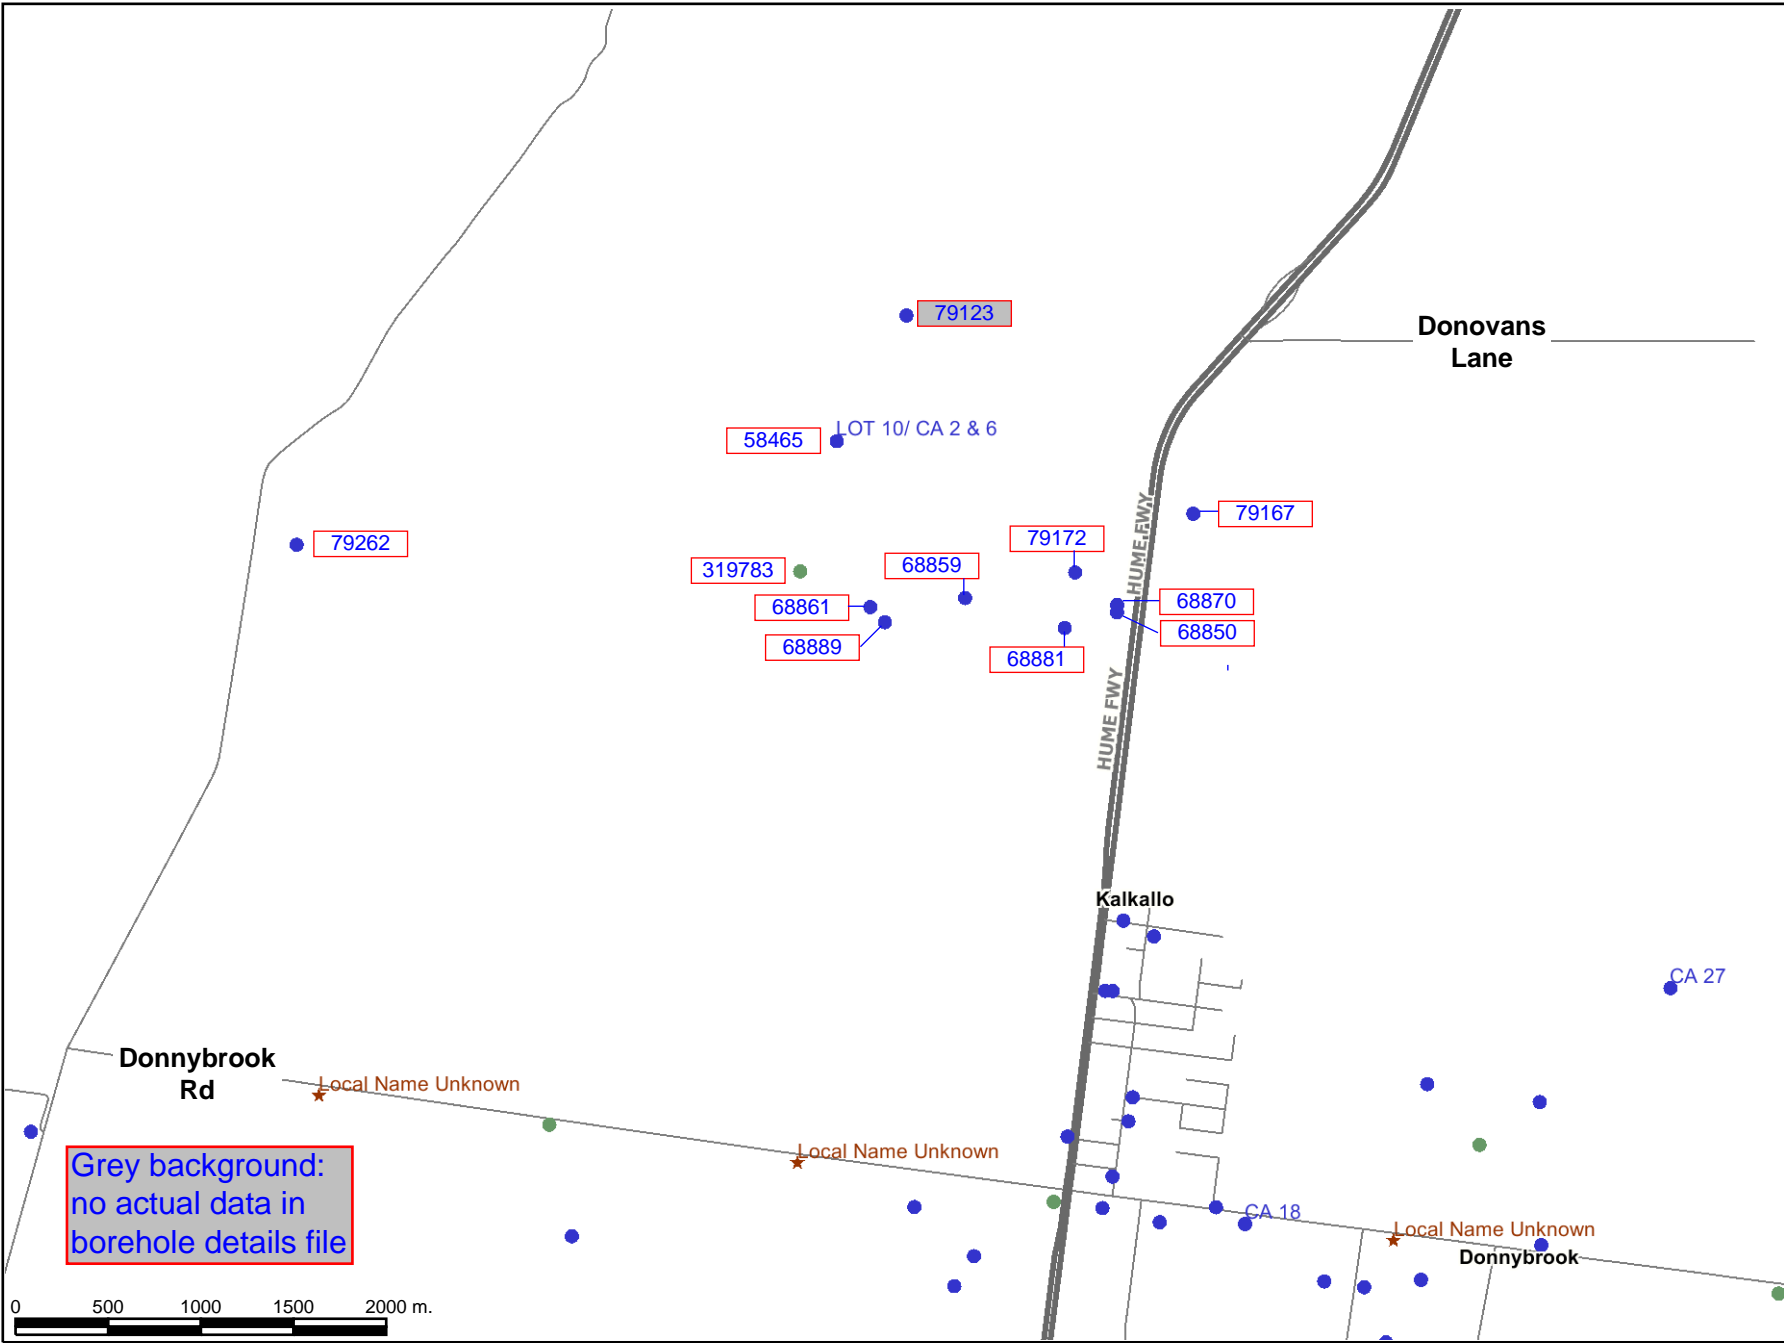 79123
Donovans
Lane
58465
LOT 10/ CA 2 & 6
HUME FWY
79167
79172
79262
319783
68859
68861
68870
68889
68850
68881
HUME FWY
Kalkallo
CA 27
Donnybrook
Rd
Local Name Unknown
Local Name Unknown
Grey background:
no actual data in
borehole details file
CA 18
Local Name Unknown
Donnybrook
0 500 1000 1500 2000 m.